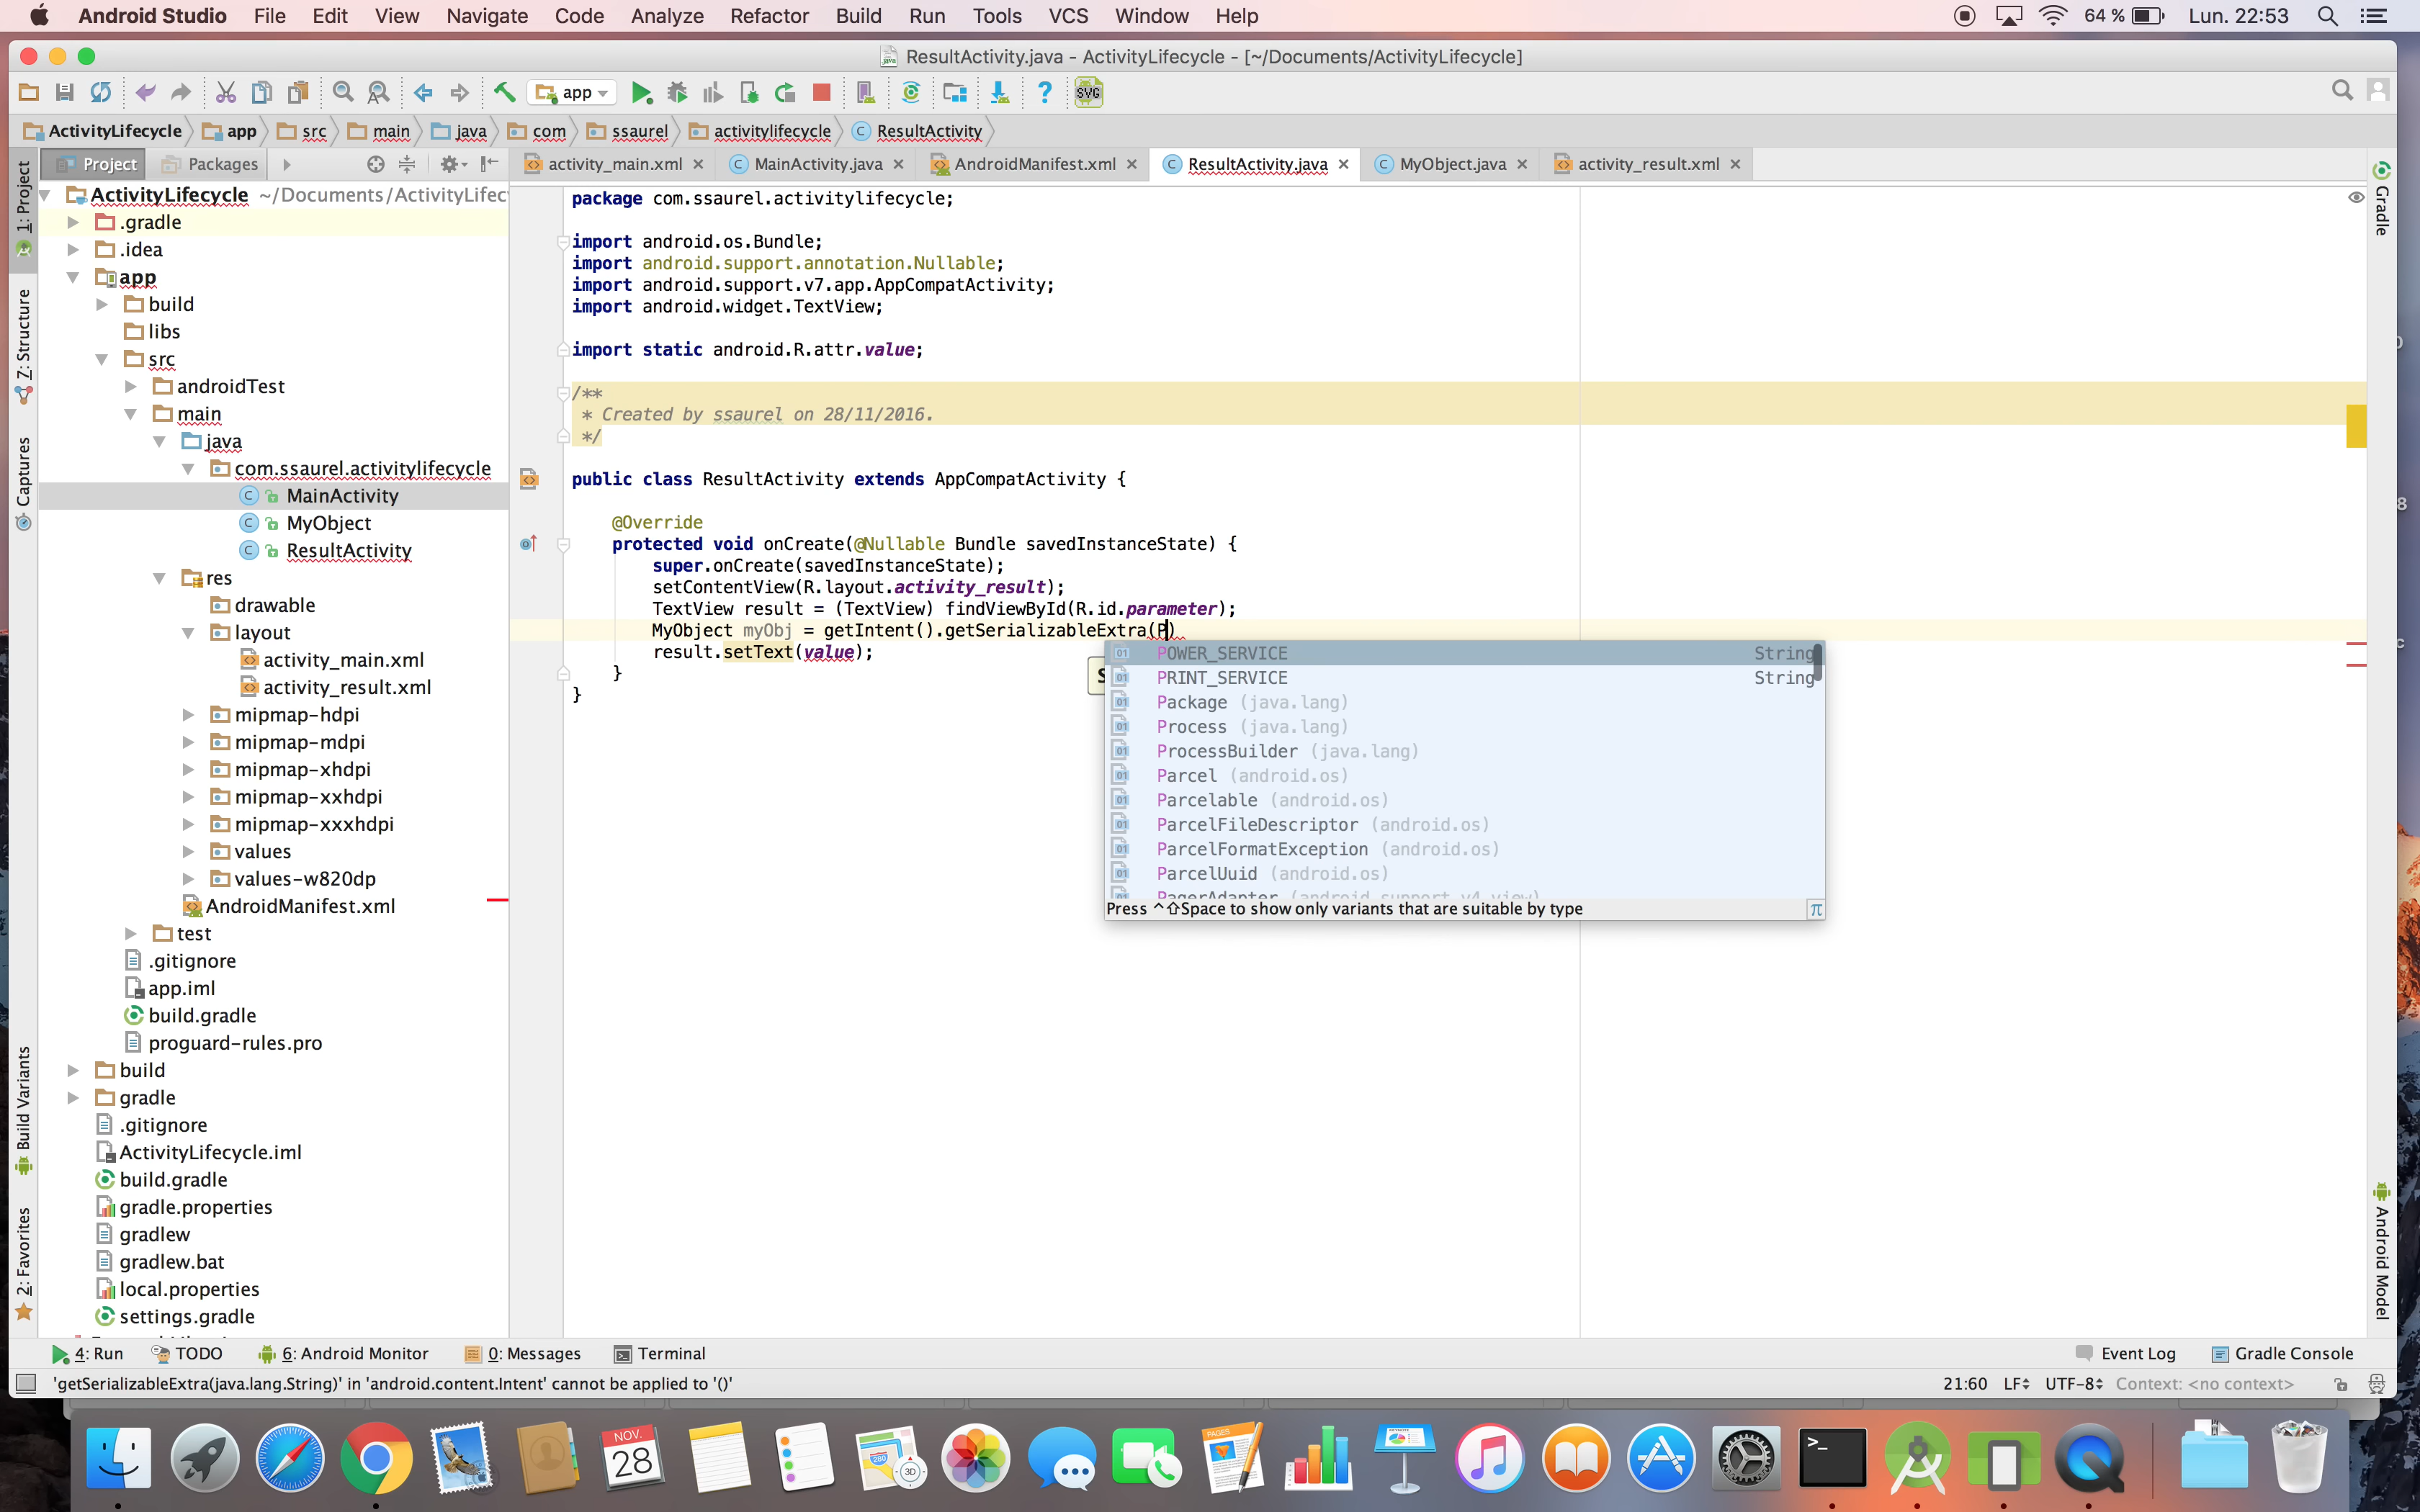 Android Studio File Edit View Navigate Code Analyze Refactor Build Run Tools VCS Window Help 64 % Lun. 22:53
ResultActivity.java - ActivityLifecycle - [~/Documents/ActivityLifecycle]
app ? SVG
ActivityLifecycle app src main java com ssaurel activitylifecycle ResultActivity
Project Packages activity_main.xml MainActivity.java AndroidManifest.xml ResultActivity.java MyObject.java activity_result.xml
1: Project
7: Structure
Captures
Build Variants
2: Favorites
ActivityLifecycle ~/Documents/ActivityLifec
.gradle
.idea
app
build
libs
src
androidTest
main
java
com.ssaurel.activitylifecycle
MainActivity
MyObject
ResultActivity
res
drawable
layout
activity_main.xml
activity_result.xml
mipmap-hdpi
mipmap-mdpi
mipmap-xhdpi
mipmap-xxhdpi
mipmap-xxxhdpi
values
values-w820dp
AndroidManifest.xml
test
.gitignore
app.iml
build.gradle
proguard-rules.pro
build
gradle
.gitignore
ActivityLifecycle.iml
build.gradle
gradle.properties
gradlew
gradlew.bat
local.properties
settings.gradle
package com.ssaurel.activitylifecycle;
import android.os.Bundle;
import android.support.annotation.Nullable;
import android.support.v7.app.AppCompatActivity;
import android.widget.TextView;
import static android.R.attr.value;
/**
* Created by ssaurel on 28/11/2016.
*/
public class ResultActivity extends AppCompatActivity {
@Override
protected void onCreate(@Nullable Bundle savedInstanceState) {
super.onCreate(savedInstanceState);
setContentView(R.layout.activity_result);
TextView result = (TextView) findViewById(R.id.parameter);
MyObject myObj = getIntent().getSerializableExtra(P)
result.setText(value);
}
}
POWER_SERVICE String
PRINT_SERVICE String
Package (java.lang)
Process (java.lang)
ProcessBuilder (java.lang)
Parcel (android.os)
Parcelable (android.os)
ParcelFileDescriptor (android.os)
ParcelFormatException (android.os)
ParcelUuid (android.os)
PagerAdapter (android.support.v4.view)
Press ^⇧Space to show only variants that are suitable by type π
Gradle
Android Model
4: Run TODO 6: Android Monitor 0: Messages Terminal Event Log Gradle Console
'getSerializableExtra(java.lang.String)' in 'android.content.Intent' cannot be applied to '()' 21:60 LF UTF-8 Context: <no context>
NOV.
28
280
3D
PAGES
>_